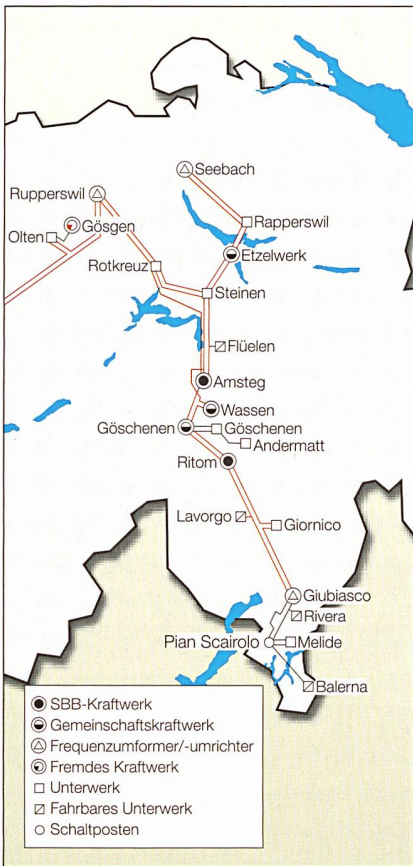 Seebach
Rupperswil
Gösgen
Olten
Rapperswil
Etzelwerk
Rotkreuz
Steinen
Flüelen
Amsteg
Wassen
Göschenen
Göschenen
Andermatt
Ritom
Lavorgo
Giornico
Giubiasco
Rivera
Pian Scairolo
Melide
Balerna
SBB-Kraftwerk
Gemeinschaftskraftwerk
Frequenzumformer/-umrichter
Fremdes Kraftwerk
Unterwerk
Fahrbares Unterwerk
Schaltposten